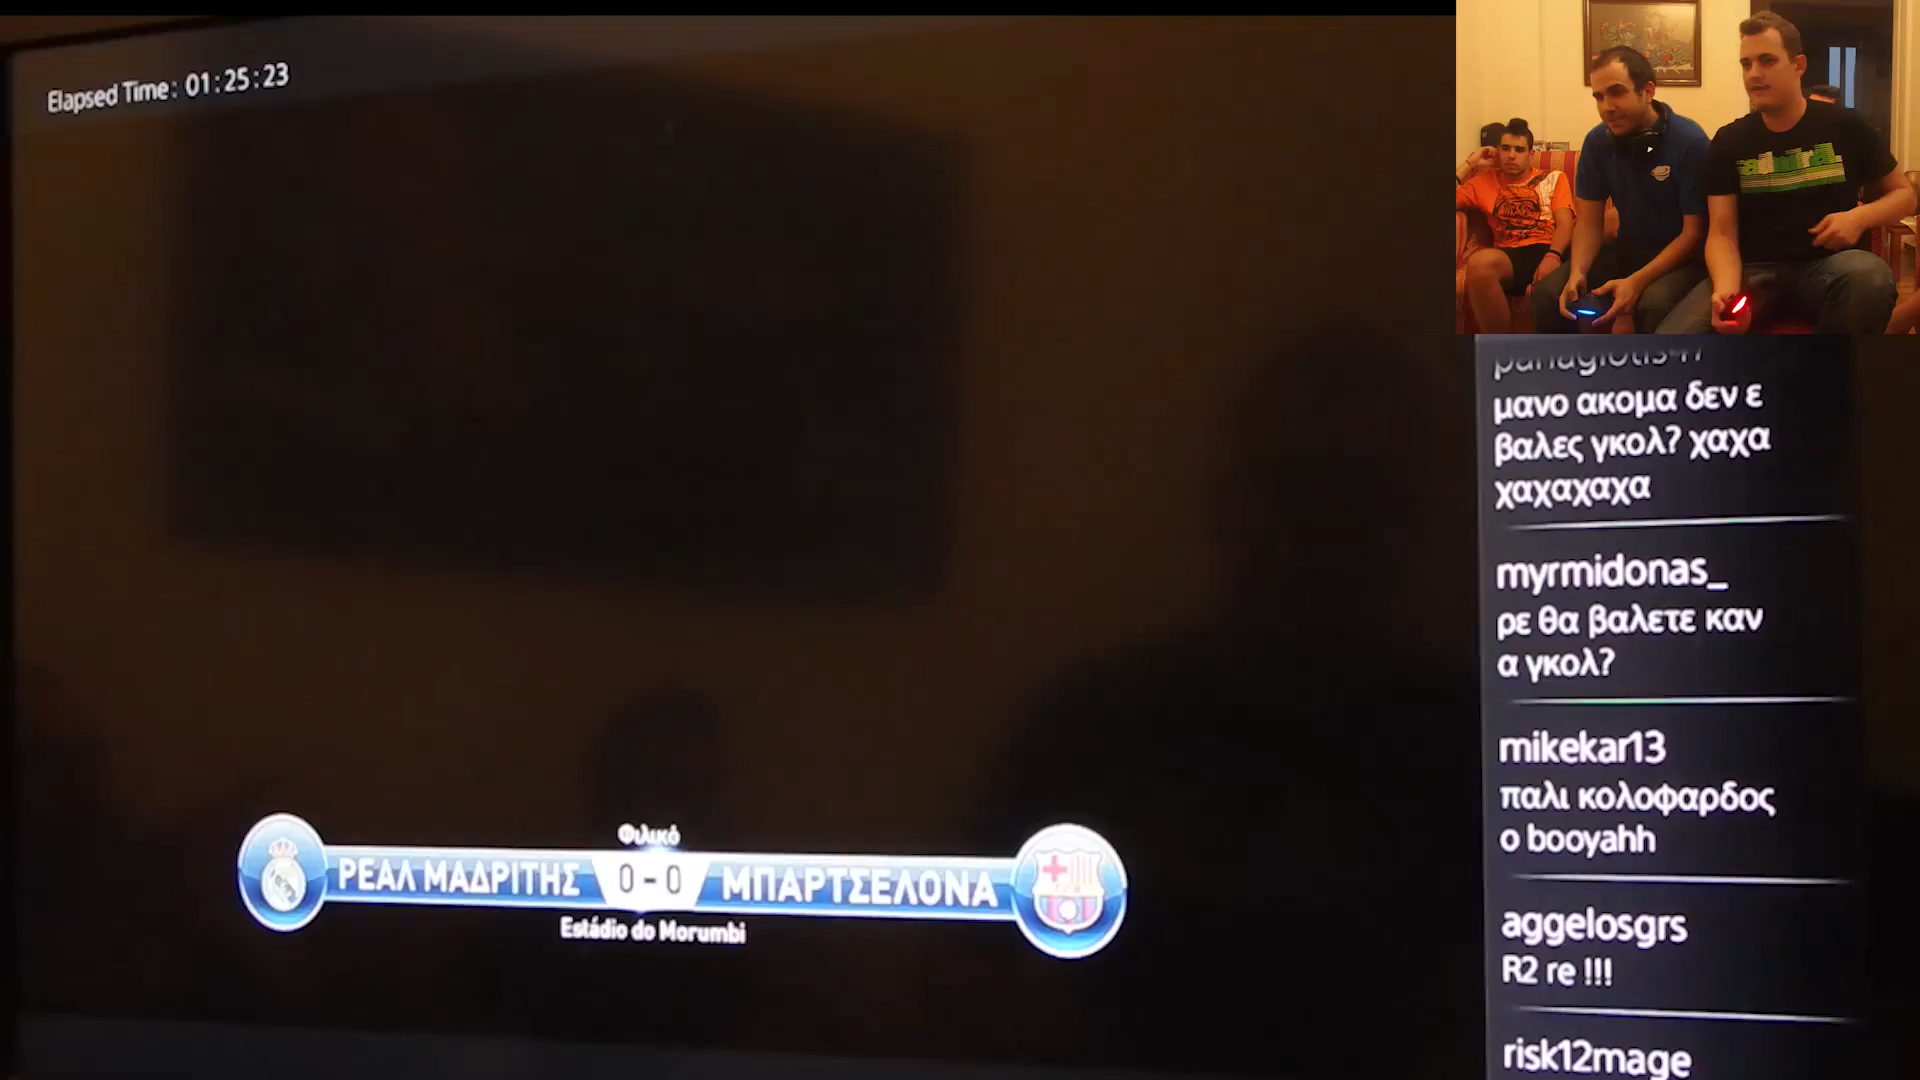 Elapsed Time: 01:25:23
Φιλικό
ΡΕΑΛ ΜΑΔΡΙΤΗΣ 0 - 0 ΜΠΑΡΤΣΕΛΟΝΑ
Estádio do Morumbi
μανο ακομα δεν ε
βαλες γκολ? χαχα
χαχαχαχα
myrmidonas_
ρε θα βαλετε καν
α γκολ?
mikekar13
παλι κολοφαρδος
ο booyahh
aggelosgrs
R2 re !!!
risk12mage